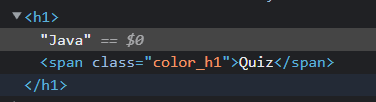 ▼<h1>
"Java" == $0
<span class="color_h1">Quiz</span>
</h1>